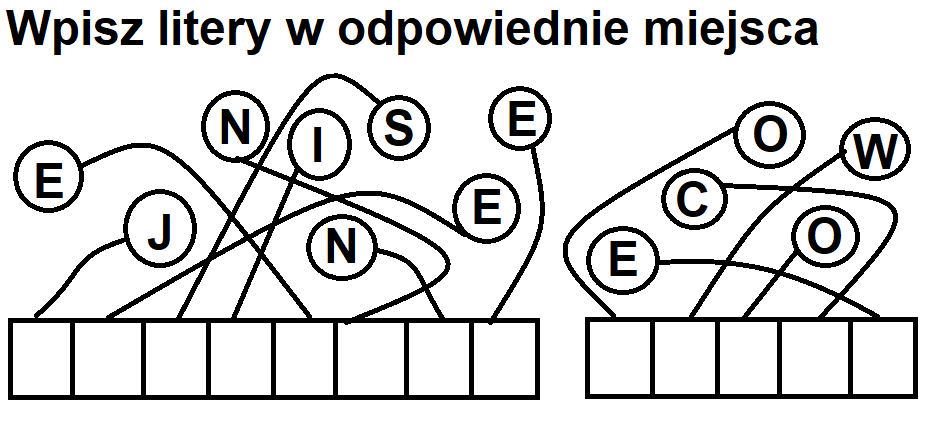 Wpisz litery w odpowiednie miejsca
E J N I S N E E O C W E O